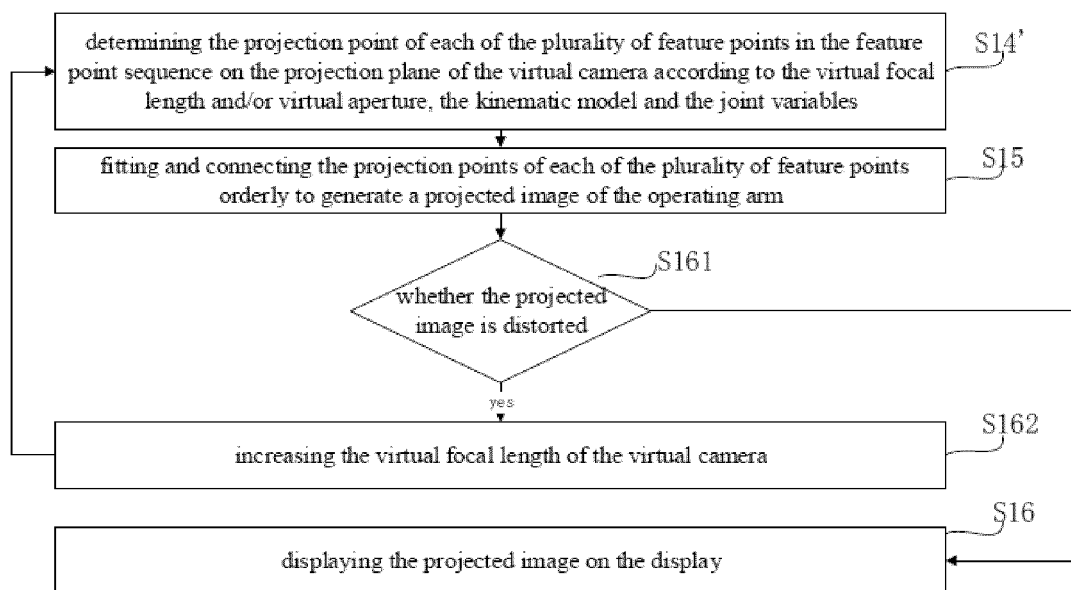 determining the projection point of each of the plurality of feature points in the feature
point sequence on the projection plane of the virtual camera according to the virtual focal
length and/or virtual aperture, the kinematic model and the joint variables
S14'
fitting and connecting the projection points of each of the plurality of feature points
orderly to generate a projected image of the operating arm
S15
whether the projected
image is distorted
S161
yes
increasing the virtual focal length of the virtual camera
S162
displaying the projected image on the display
S16